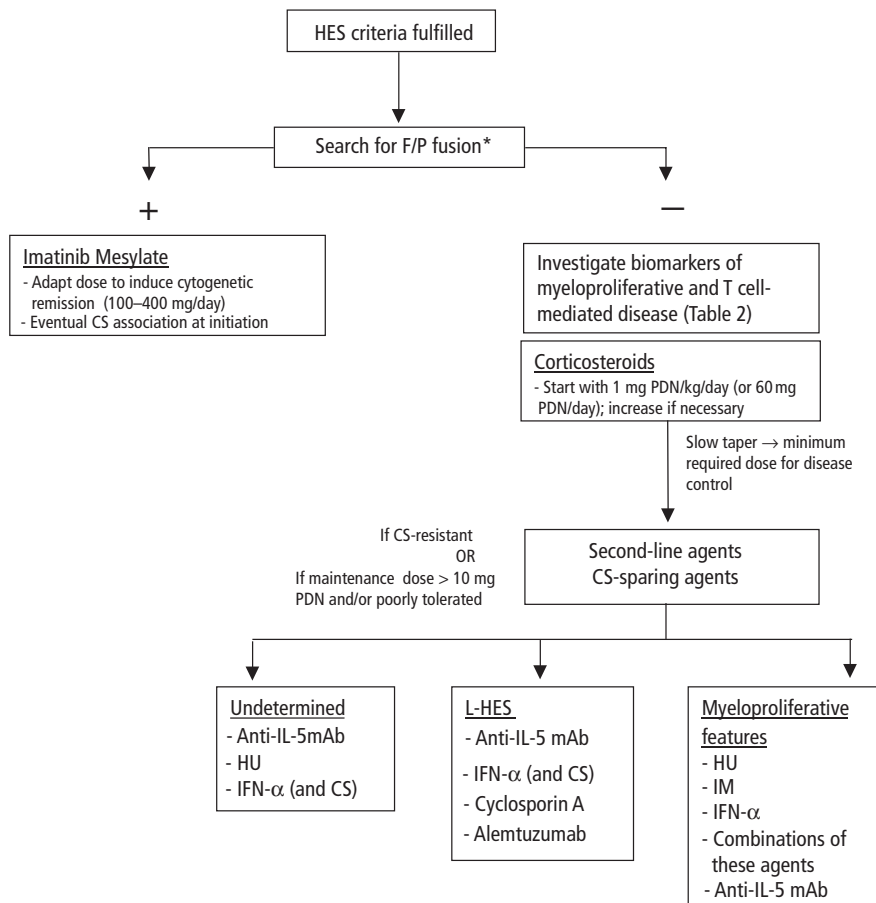 HES criteria fulfilled
Search for F/P fusion*
+
Imatinib Mesylate
- Adapt dose to induce cytogenetic
remission (100–400 mg/day)
- Eventual CS association at initiation
–
Investigate biomarkers of
myeloproliferative and T cell-
mediated disease (Table 2)
Corticosteroids
- Start with 1 mg PDN/kg/day (or 60 mg
PDN/day); increase if necessary
Slow taper → minimum
required dose for disease
control
If CS-resistant
OR
If maintenance dose > 10 mg
PDN and/or poorly tolerated
Second-line agents
CS-sparing agents
Undetermined
- Anti-IL-5mAb
- HU
- IFN-α (and CS)
L-HES
- Anti-IL-5 mAb
- IFN-α (and CS)
- Cyclosporin A
- Alemtuzumab
Myeloproliferative
features
- HU
- IM
- IFN-α
- Combinations of
these agents
- Anti-IL-5 mAb